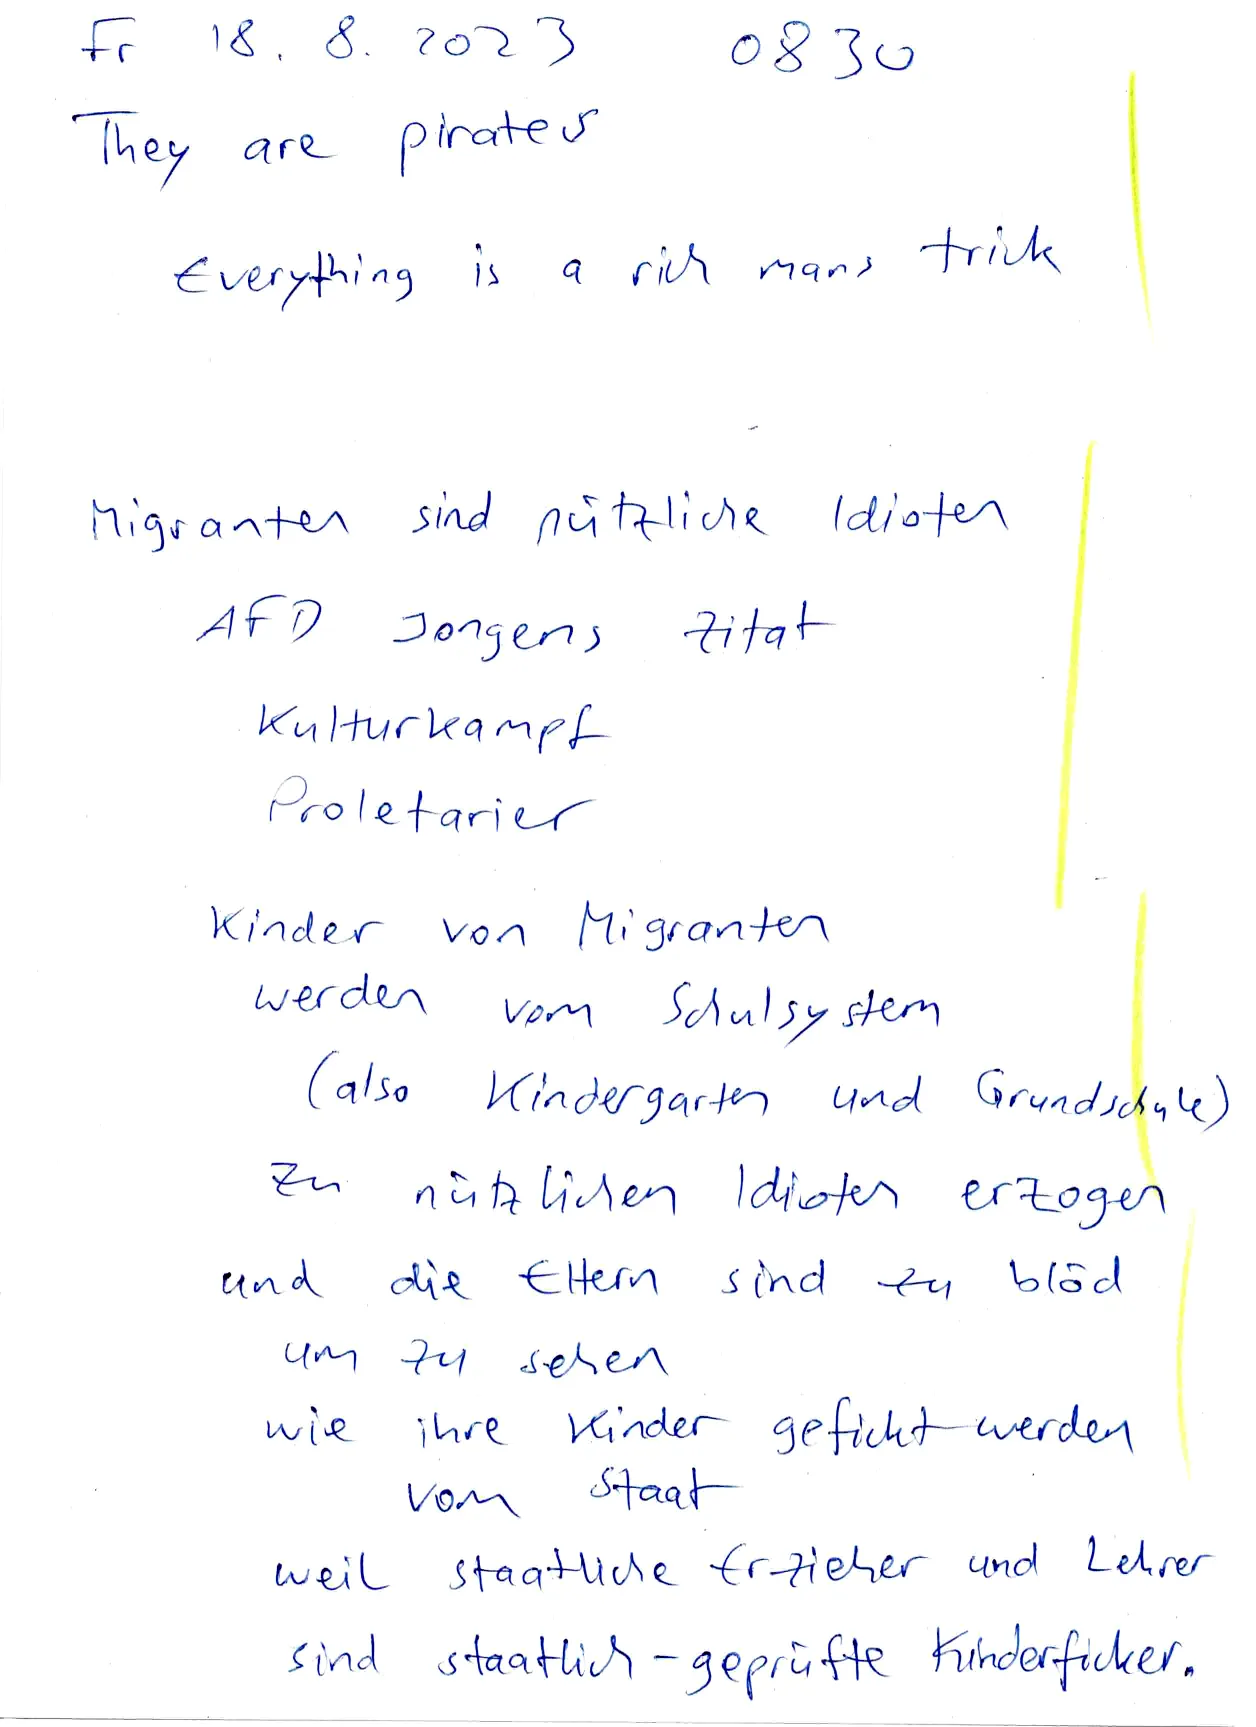 Fr 18. 8. 2023 0830
They are pirates
Everything is a rich mans trick
Migranten sind nützliche Idioten
AFD Jongens Zitat
Kulturkampf
Proletarier
Kinder von Migranten
werden vom Schulsystem
(also Kindergarten und Grundschule)
zu nützlichen Idioten erzogen
und die Eltern sind zu blöd
um zu sehen
wie ihre Kinder gefickt werden
vom Staat
weil staatliche Erzieher und Lehrer
sind staatlich-geprüfte Kinderficker.